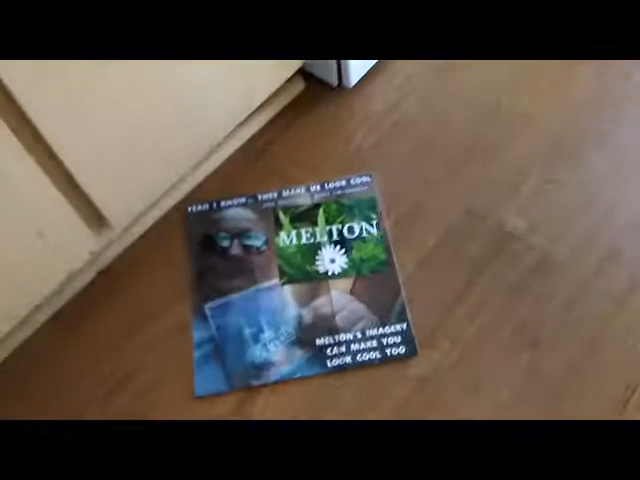 YEAH I KNOW... THEY MAKE ME LOOK COOL
MELTON
MELTON'S IMAGERY
CAN MAKE YOU
LOOK COOL TOO